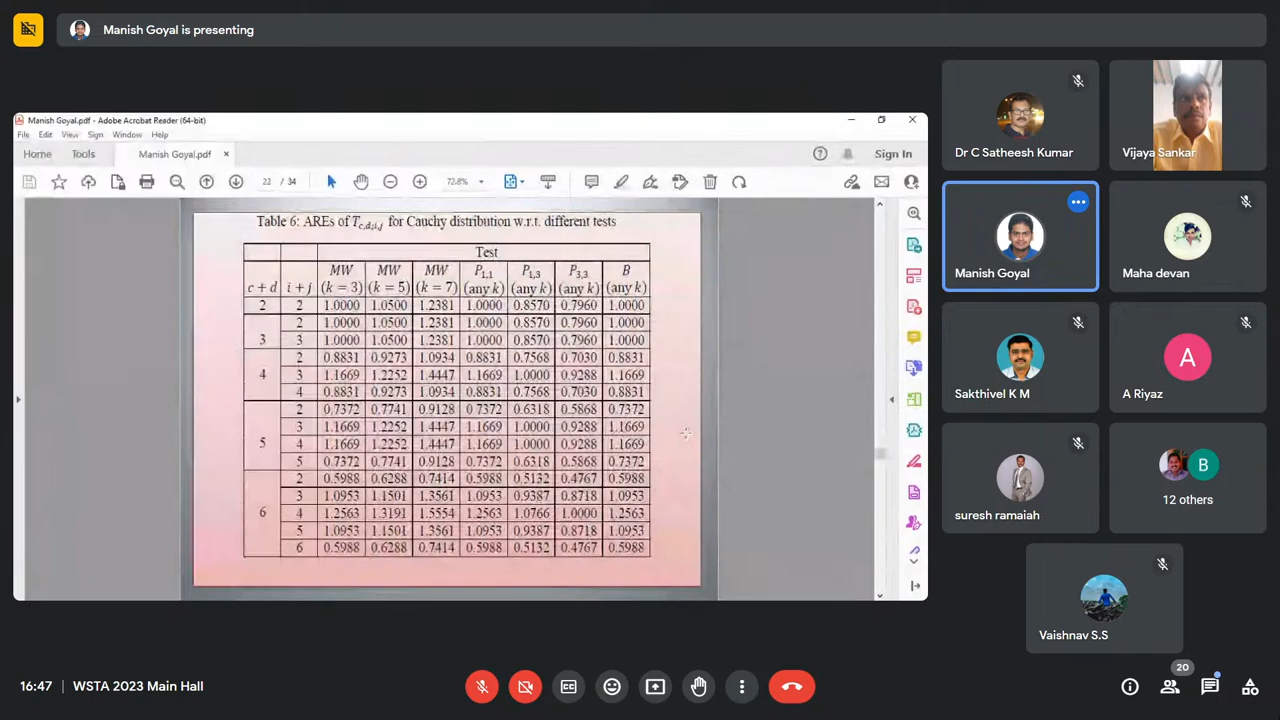 Manish Goyal is presenting
Manish Goyal.pdf - Adobe Acrobat Reader (64-bit)
File Edit View Sign Window Help
Home Tools Manish Goyal.pdf × Sign In
22 / 34 72.8%
Table 6: AREs of T_{c,d;i,j} for Cauchy distribution w.r.t. different tests
Test
c + d i + j MW (k = 3) MW (k = 5) MW (k = 7) P_{1,1} (any k) P_{1,3} (any k) P_{3,3} (any k) B (any k)
2 2 1.0000 1.0500 1.2381 1.0000 0.8570 0.7960 1.0000
3 2 1.0000 1.0500 1.2381 1.0000 0.8570 0.7960 1.0000
3 1.0000 1.0500 1.2381 1.0000 0.8570 0.7960 1.0000
4 2 0.8831 0.9273 1.0934 0.8831 0.7568 0.7030 0.8831
3 1.1669 1.2252 1.4447 1.1669 1.0000 0.9288 1.1669
4 0.8831 0.9273 1.0934 0.8831 0.7568 0.7030 0.8831
5 2 0.7372 0.7741 0.9128 0.7372 0.6318 0.5868 0.7372
3 1.1669 1.2252 1.4447 1.1669 1.0000 0.9288 1.1669
4 1.1669 1.2252 1.4447 1.1669 1.0000 0.9288 1.1669
5 0.7372 0.7741 0.9128 0.7372 0.6318 0.5868 0.7372
6 2 0.5988 0.6288 0.7414 0.5988 0.5132 0.4767 0.5988
3 1.0953 1.1501 1.3561 1.0953 0.9387 0.8718 1.0953
4 1.2563 1.3191 1.5554 1.2563 1.0766 1.0000 1.2563
5 1.0953 1.1501 1.3561 1.0953 0.9387 0.8718 1.0953
6 0.5988 0.6288 0.7414 0.5988 0.5132 0.4767 0.5988
Dr C Satheesh Kumar
Vijaya Sankar
Manish Goyal
Maha devan
Sakthivel K M
A
A Riyaz
suresh ramaiah
B
12 others
Vaishnav S.S
16:47 | WSTA 2023 Main Hall
20